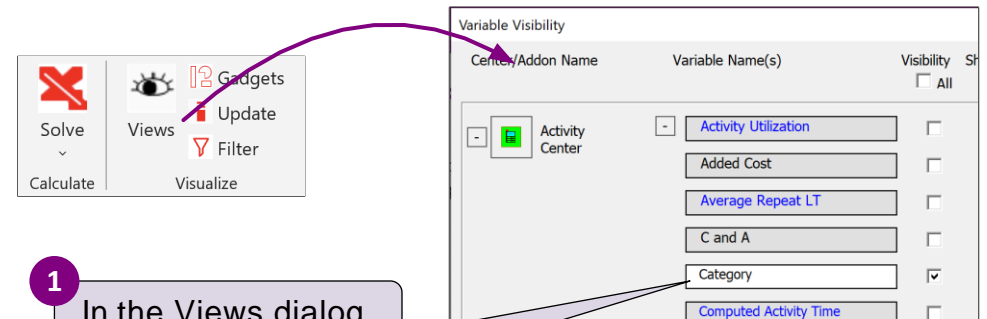 Variable Visibility
Center/Addon Name Variable Name(s) Visibility Sh
All
Gadgets
Update
Solve Views
Filter
Calculate Visualize
- Activity - Activity Utilization
Center
Added Cost
Average Repeat LT
C and A
Category
Computed Activity Time
1
In the Views dialog